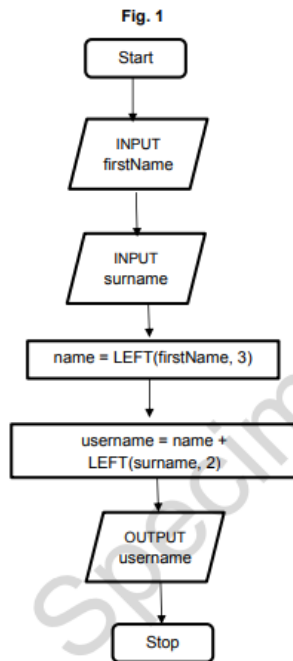 Fig. 1
Start
INPUT
firstName
INPUT
surname
name = LEFT(firstName, 3)
username = name +
LEFT(surname, 2)
OUTPUT
username
Stop
Specim